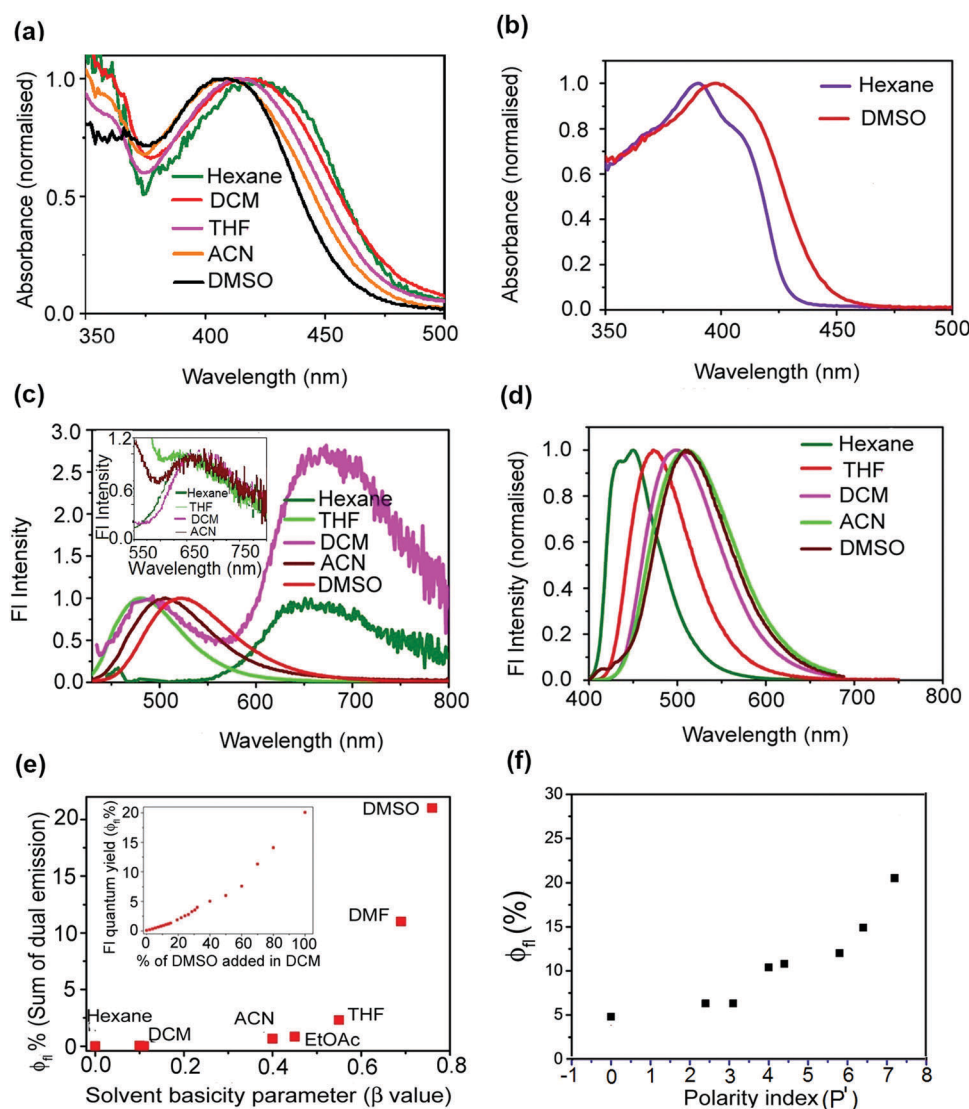 (a)
Absorbance (normalised)
1.0
0.5
0.0
Hexane
DCM
THF
ACN
DMSO
350 400 450 500
Wavelength (nm)
(b)
Absorbance (normalised)
1.0
0.8
0.6
0.4
0.2
0.0
Hexane
DMSO
350 400 450 500
Wavelength (nm)
(c)
FI Intensity
3.0
2.5
2.0
1.5
1.0
0.5
0.0
FI Intensity
1.2
0.6
0.0
Hexane
THF
DCM
ACN
550 650 750
Wavelength (nm)
Hexane
THF
DCM
ACN
DMSO
500 600 700 800
Wavelength (nm)
(d)
FI Intensity (normalised)
1.0
0.8
0.6
0.4
0.2
0.0
Hexane
THF
DCM
ACN
DMSO
400 500 600 700 800
Wavelength (nm)
(e)
ϕfl % (Sum of dual emission)
20
15
10
5
0
FI quantum yield (ϕfl%)
20
15
10
5
0
0 20 40 60 80 100
% of DMSO added in DCM
DMSO
DMF
Hexane
DCM
ACN
EtOAc
THF
0.0 0.2 0.4 0.6 0.8
Solvent basicity parameter (β value)
(f)
ϕfl (%)
30
25
20
15
10
5
0
-1 0 1 2 3 4 5 6 7 8
Polarity index (P')